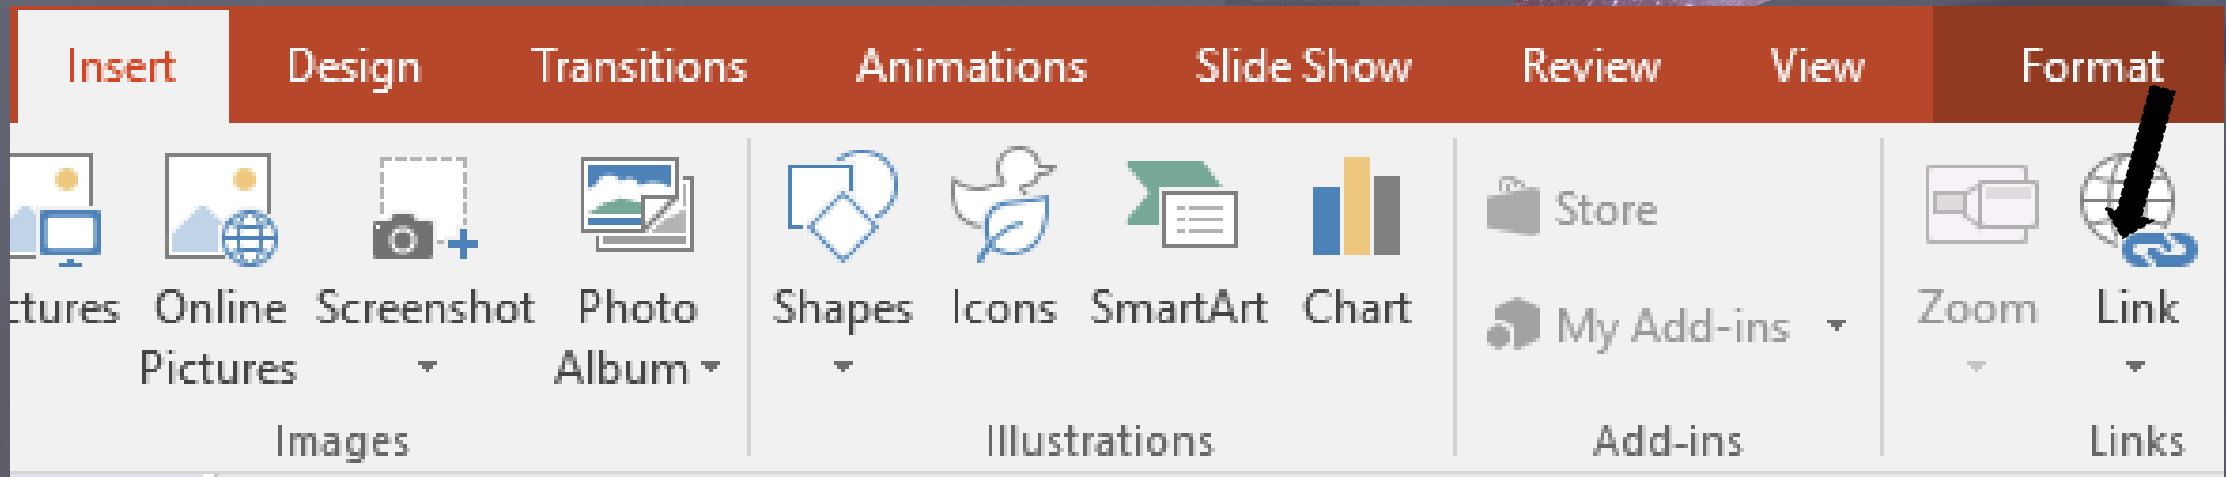 Insert Design Transitions Animations Slide Show Review View Format
ctures Online Pictures Screenshot Photo Album
Shapes Icons SmartArt Chart
Store
My Add-ins
Zoom Link
Images Illustrations Add-ins Links